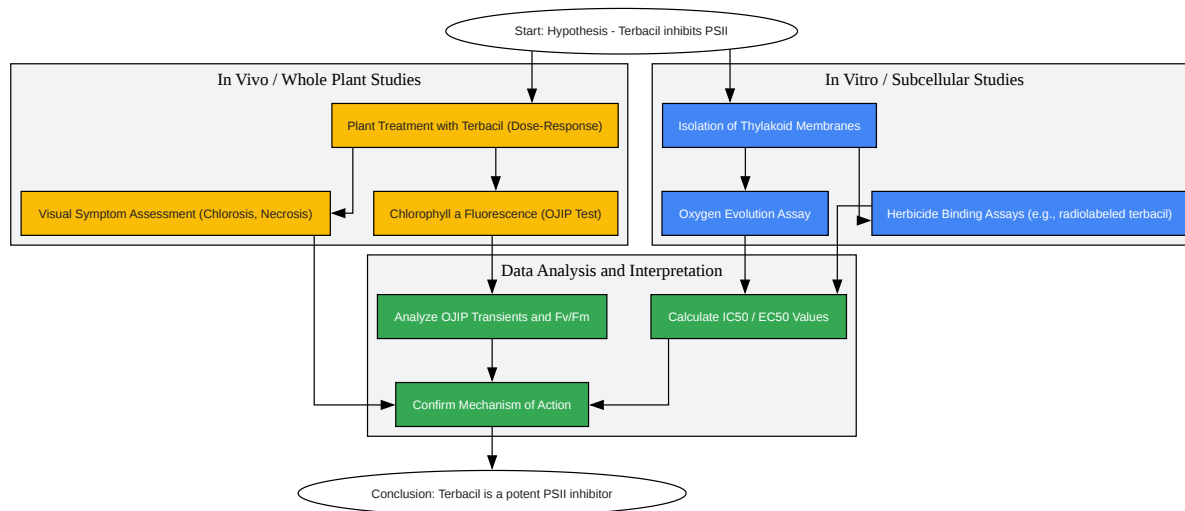 Start: Hypothesis - Terbacil inhibits PSII
In Vivo / Whole Plant Studies
In Vitro / Subcellular Studies
Plant Treatment with Terbacil (Dose-Response)
Isolation of Thylakoid Membranes
Visual Symptom Assessment (Chlorosis, Necrosis)
Chlorophyll a Fluorescence (OJIP Test)
Oxygen Evolution Assay
Herbicide Binding Assays (e.g., radiolabeled terbacil)
Data Analysis and Interpretation
Analyze OJIP Transients and Fv/Fm
Calculate IC50 / EC50 Values
Confirm Mechanism of Action
Conclusion: Terbacil is a potent PSII inhibitor